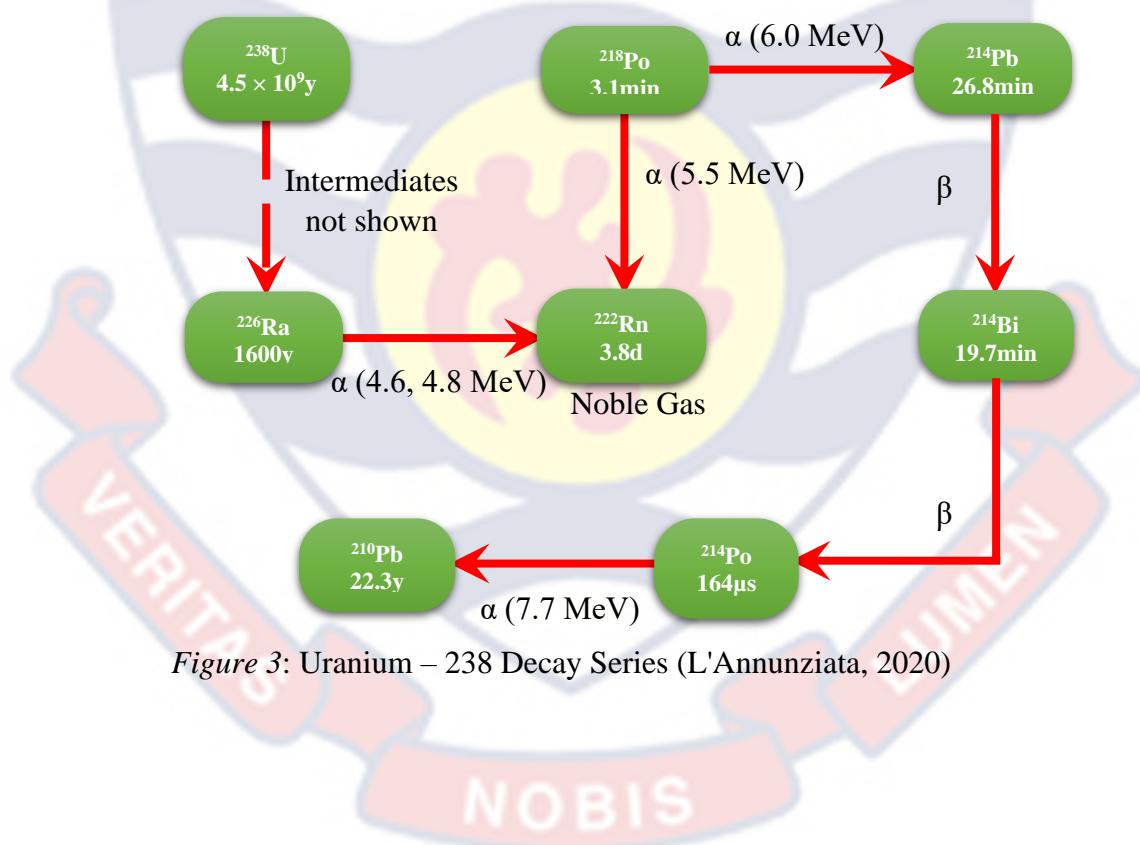 ²³⁸U
4.5 × 10⁹y
²¹⁸Po
3.1min
α (6.0 MeV)
²¹⁴Pb
26.8min
Intermediates
not shown
α (5.5 MeV)
β
²²⁶Ra
1600y
α (4.6, 4.8 MeV)
²²²Rn
3.8d
Noble Gas
²¹⁴Bi
19.7min
β
²¹⁰Pb
22.3y
α (7.7 MeV)
²¹⁴Po
164µs
Figure 3: Uranium – 238 Decay Series (L'Annunziata, 2020)
VERITAS
NOBIS
LUMEN